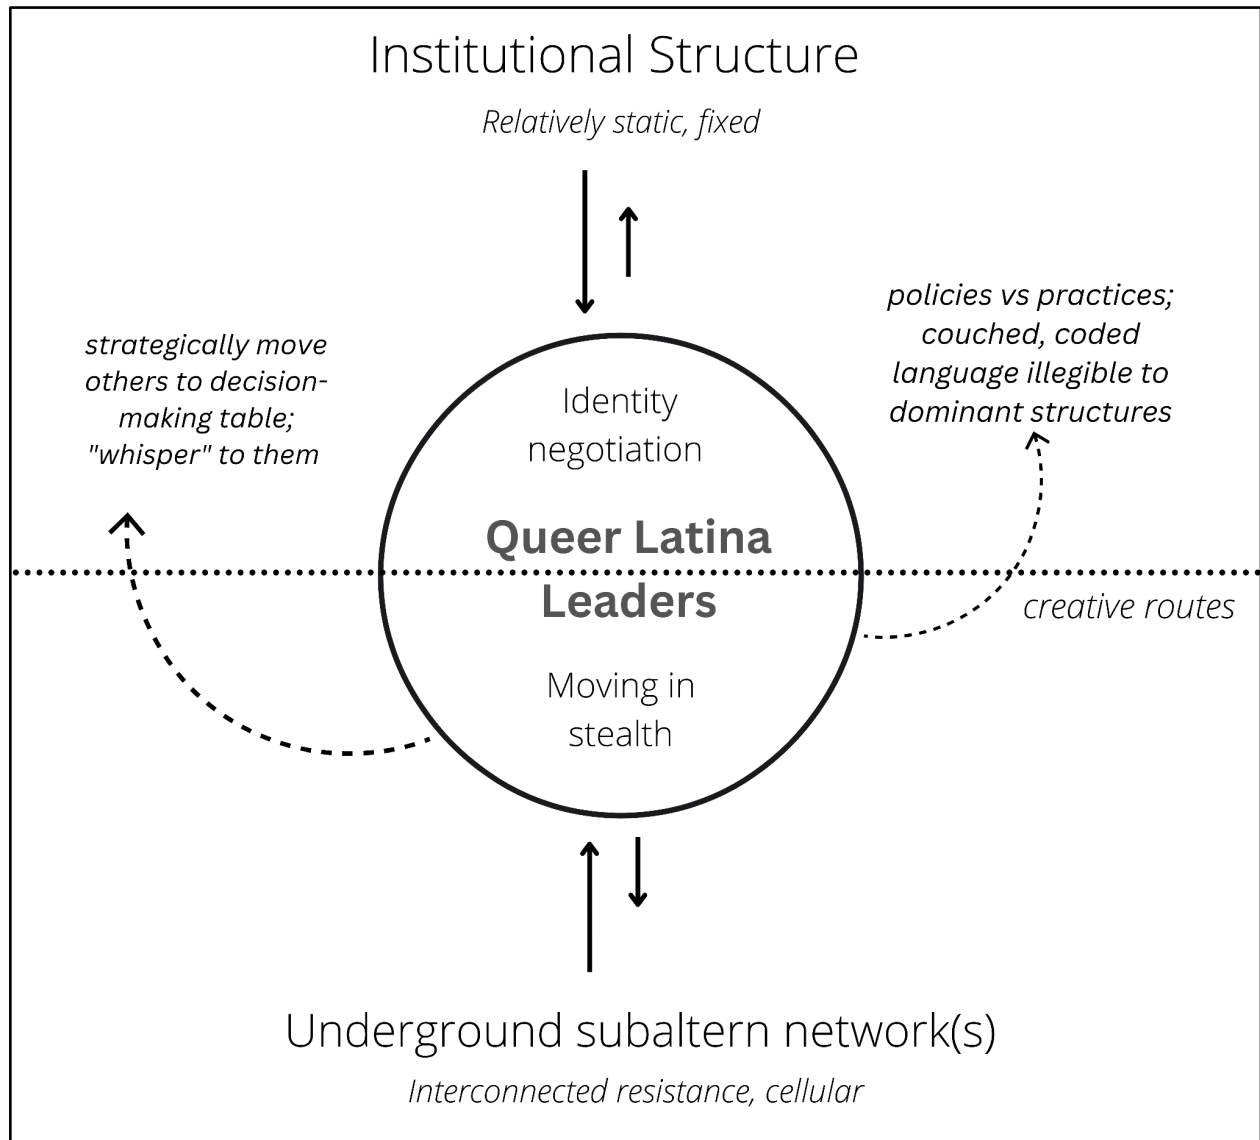 Institutional Structure
Relatively static, fixed
strategically move
others to decision-
making table;
"whisper" to them
policies vs practices;
couched, coded
language illegible to
dominant structures
Identity
negotiation
Queer Latina
Leaders
Moving in
stealth
creative routes
Underground subaltern network(s)
Interconnected resistance, cellular